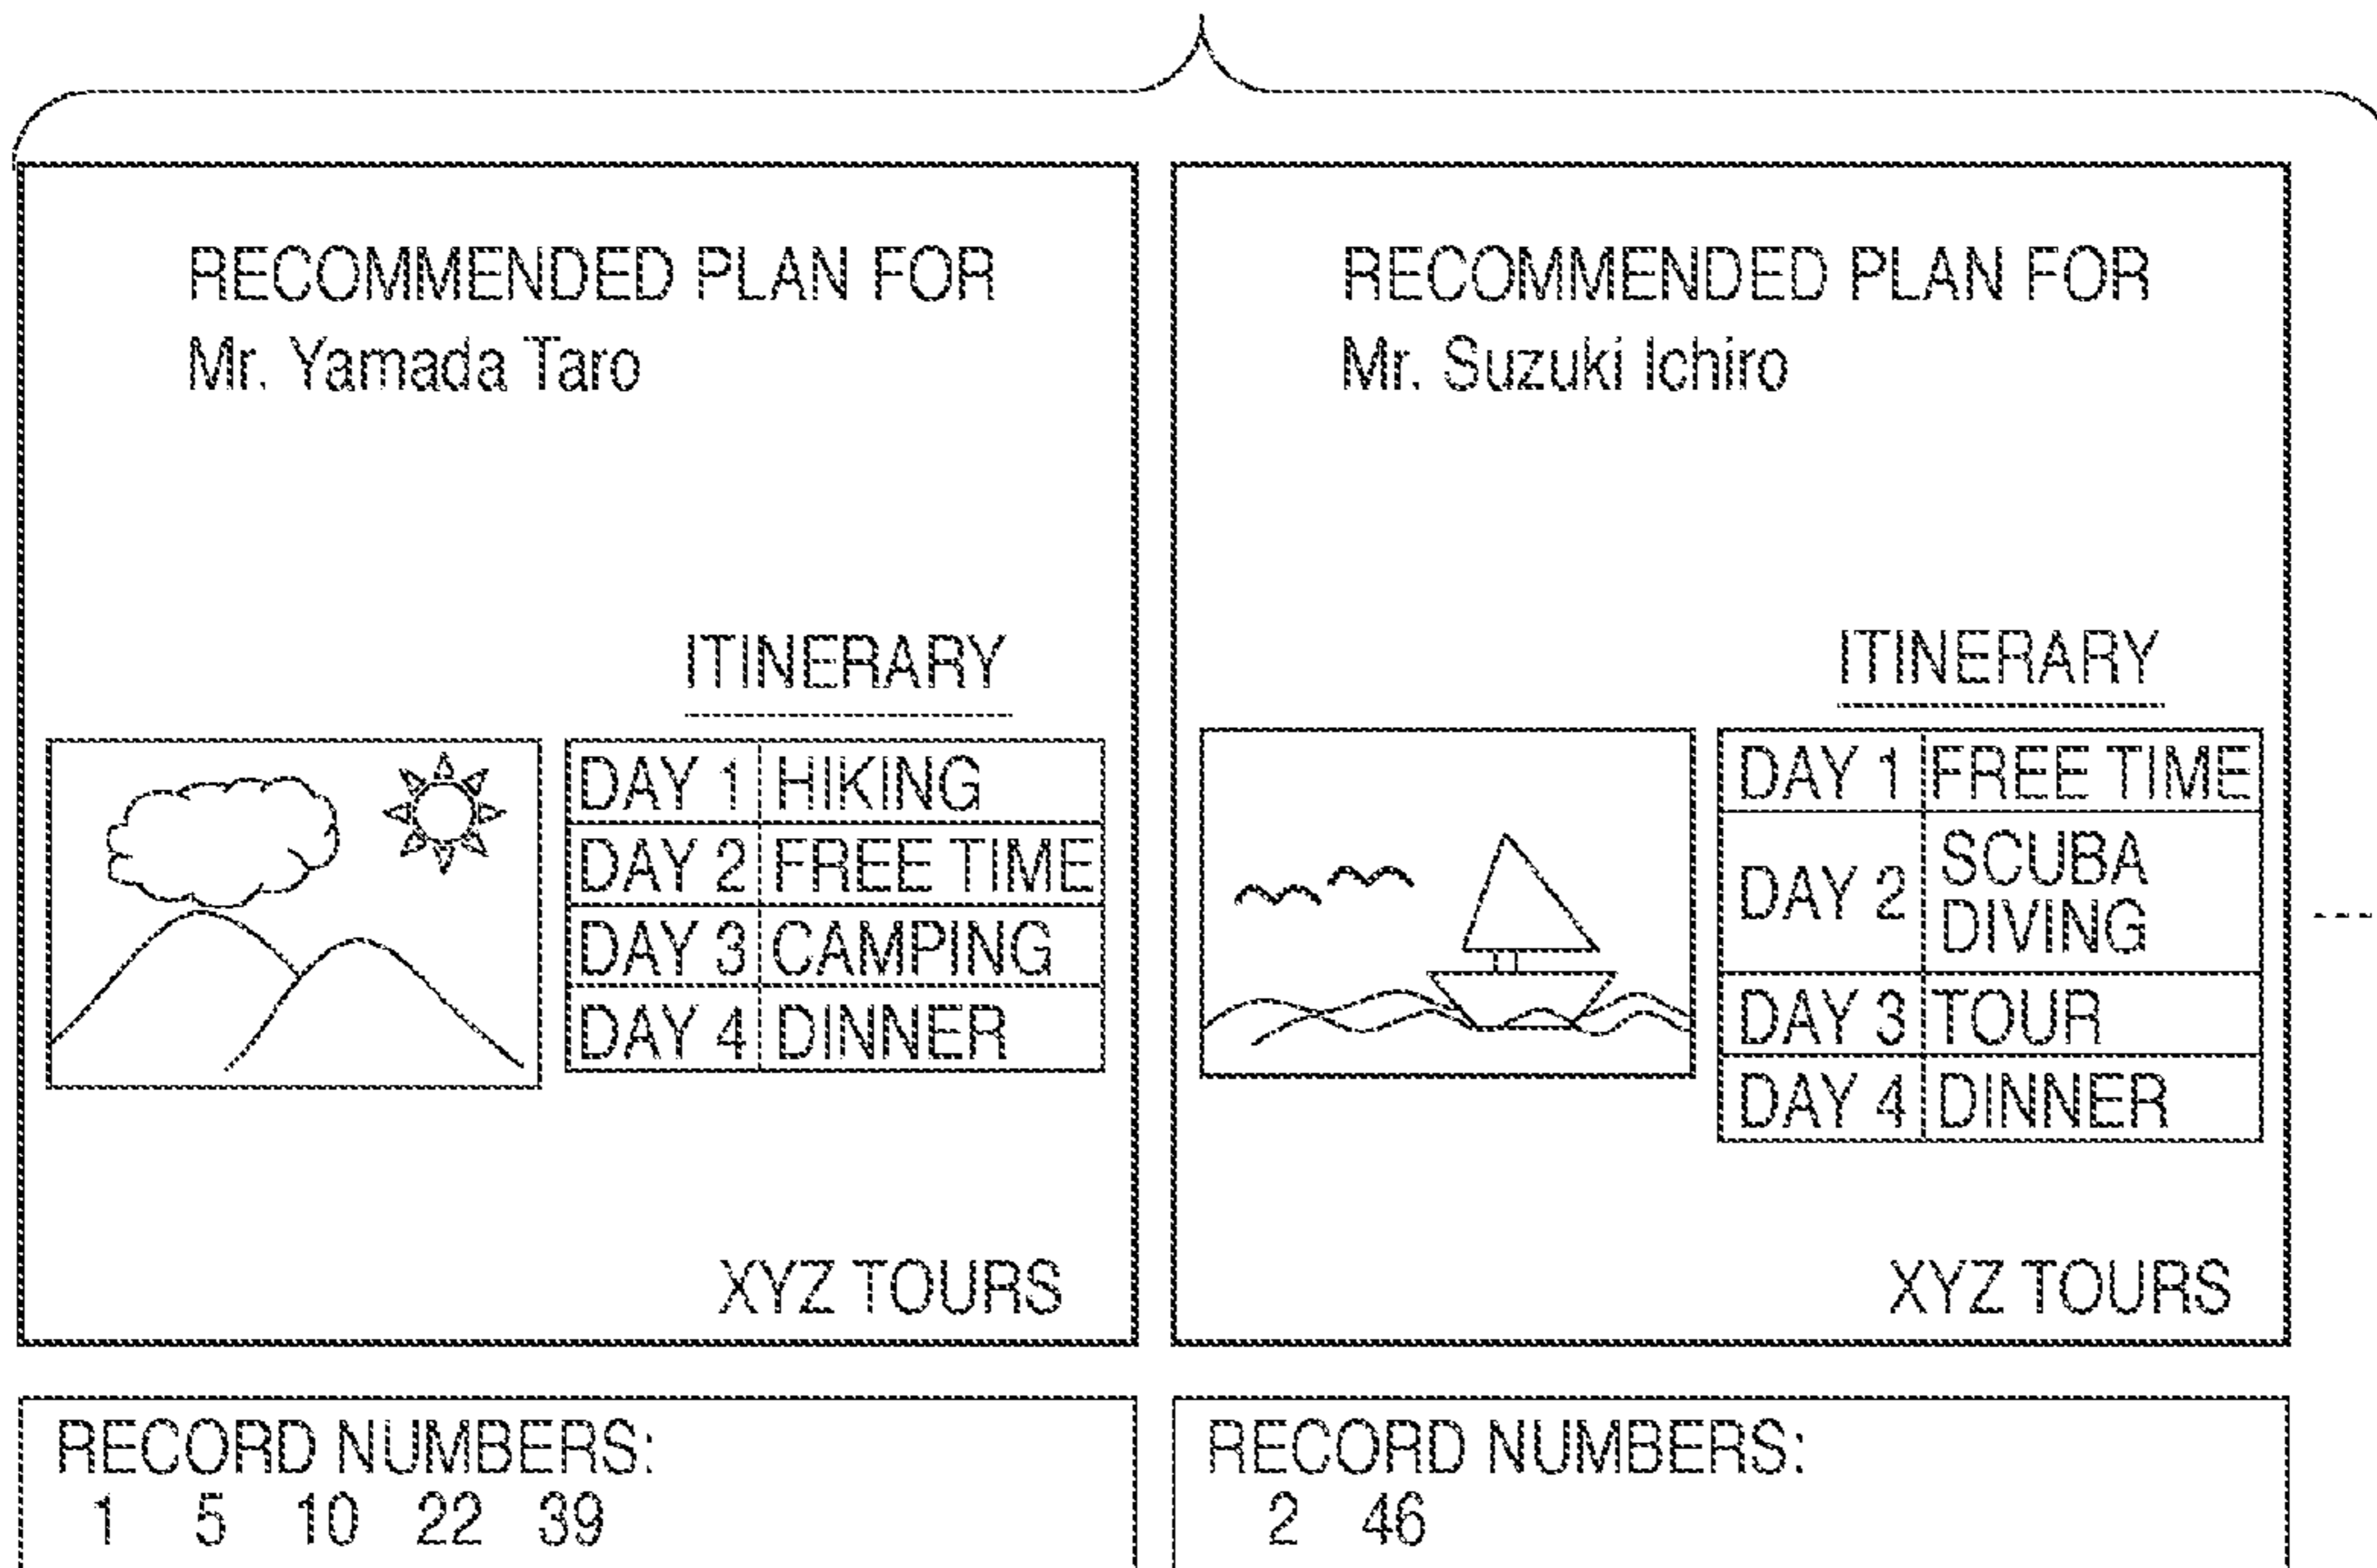 RECOMMENDED PLAN FOR
Mr. Yamada Taro
ITINERARY
DAY 1 HIKING
DAY 2 FREE TIME
DAY 3 CAMPING
DAY 4 DINNER
XYZ TOURS
RECORD NUMBERS:
1 5 10 22 39
RECOMMENDED PLAN FOR
Mr. Suzuki Ichiro
ITINERARY
DAY 1 FREE TIME
DAY 2 SCUBA
DIVING
DAY 3 TOUR
DAY 4 DINNER
XYZ TOURS
RECORD NUMBERS:
2 46